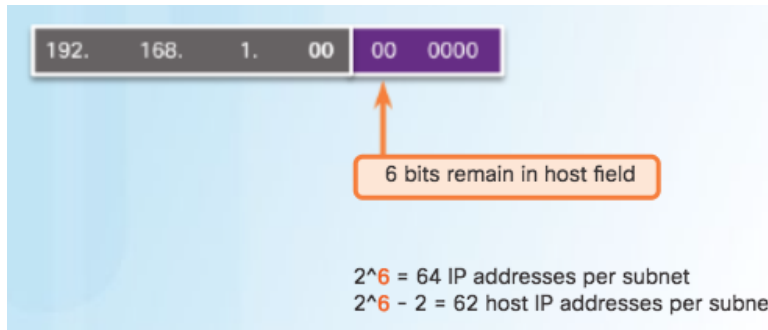 192. 168. 1. 00 00 0000
6 bits remain in host field
2^6 = 64 IP addresses per subnet
2^6 - 2 = 62 host IP addresses per subne